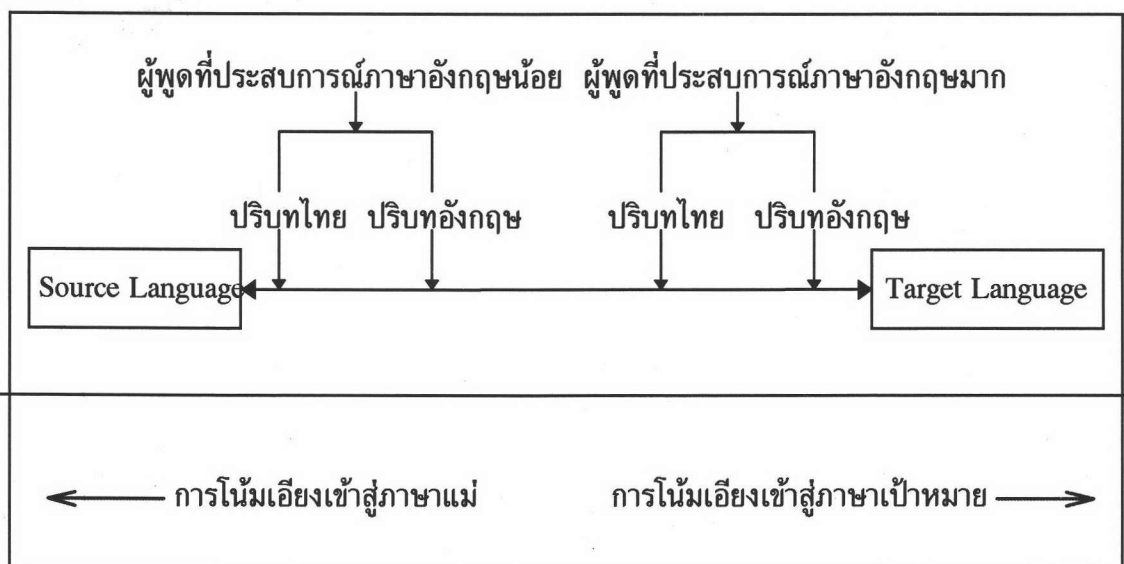 ผู้พูดที่ประสบการณ์ภาษาอังกฤษน้อย ผู้พูดที่ประสบการณ์ภาษาอังกฤษมาก
ปริบทไทย ปริบทอังกฤษ ปริบทไทย ปริบทอังกฤษ
Source Language Target Language
การโน้มเอียงเข้าสู่ภาษาแม่ การโน้มเอียงเข้าสู่ภาษาเป้าหมาย